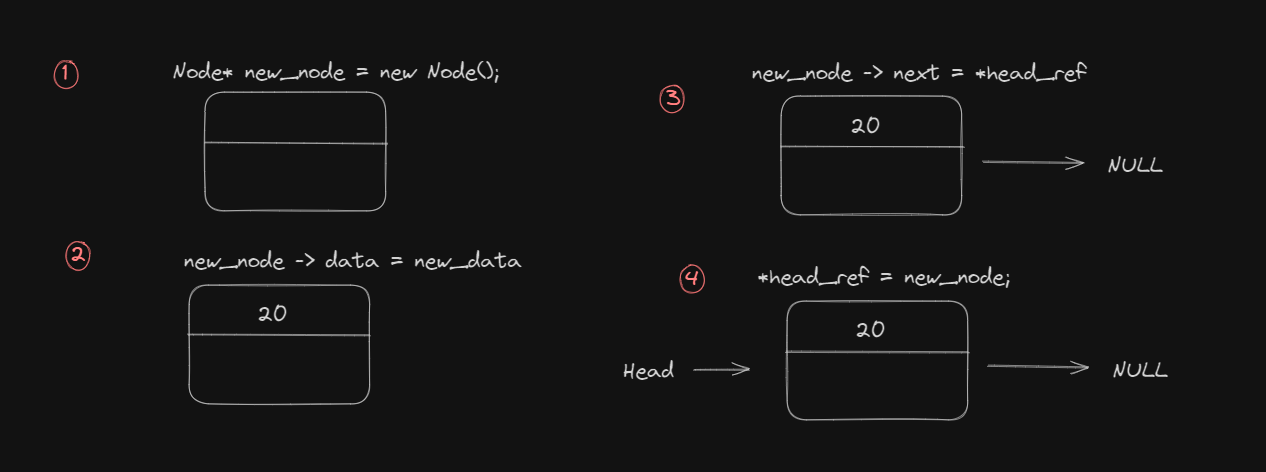 1
Node* new_node = new Node();
2
new_node -> data = new_data
20
3
new_node -> next = *head_ref
20
NULL
4
*head_ref = new_node;
20
Head
NULL